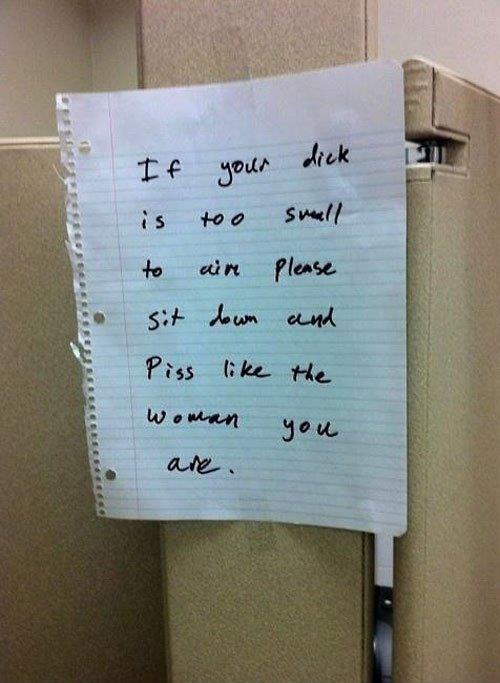 If your dick
is too small
to aim please
sit down and
Piss like the
woman you
are.